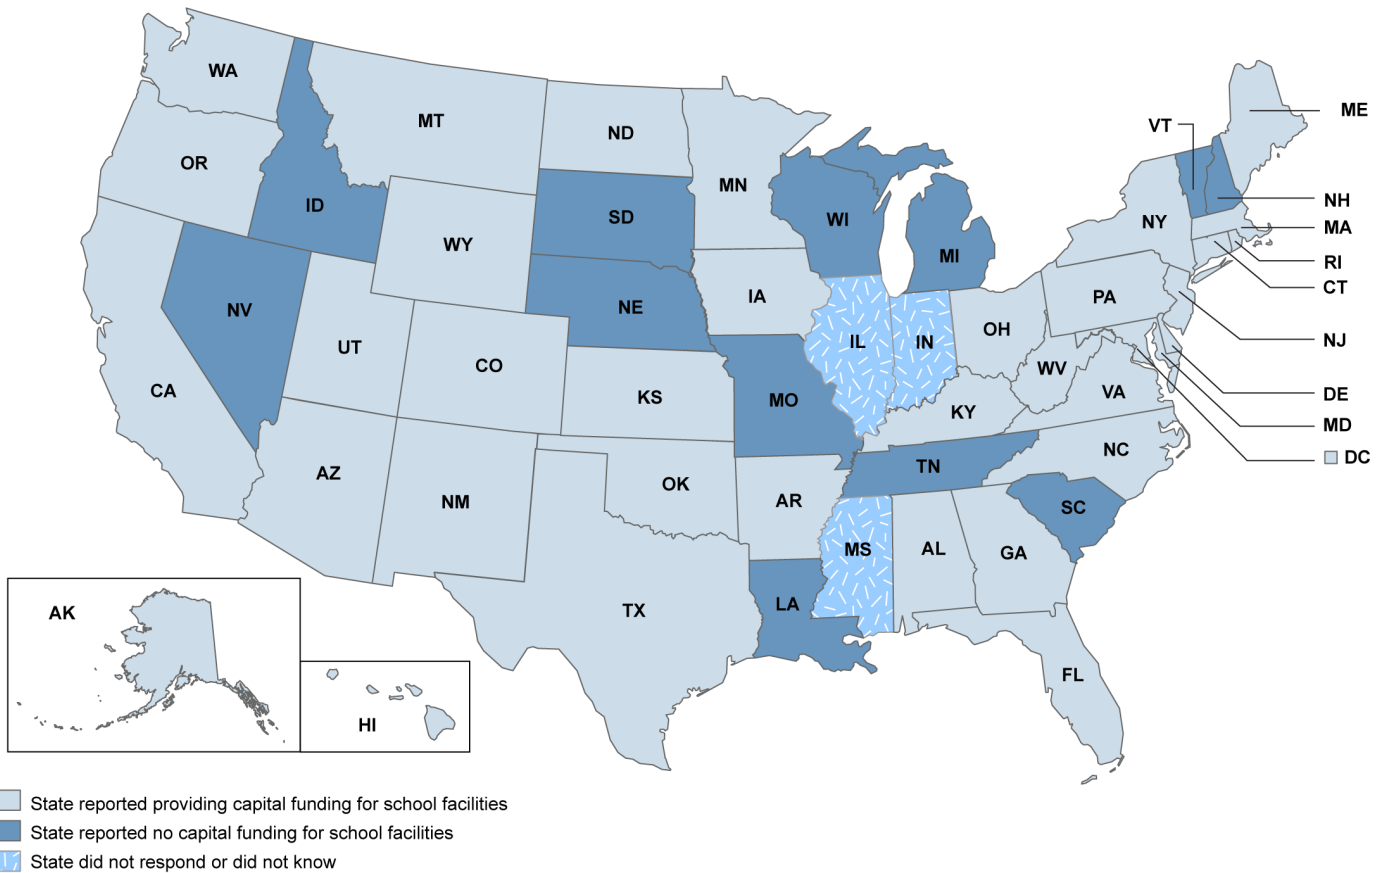 WA
MT
ME
ND
VT
OR
MN
ID
NH
SD
WI
NY
MA
WY
MI
RI
CT
IA
PA
NV
NE
OH
NJ
UT
IL
IN
CO
WV
CA
VA
DE
KS
MO
KY
MD
NC
DC
TN
AZ
OK
NM
AR
SC
MS
AL
GA
LA
TX
AK
FL
HI
State reported providing capital funding for school facilities
State reported no capital funding for school facilities
State did not respond or did not know